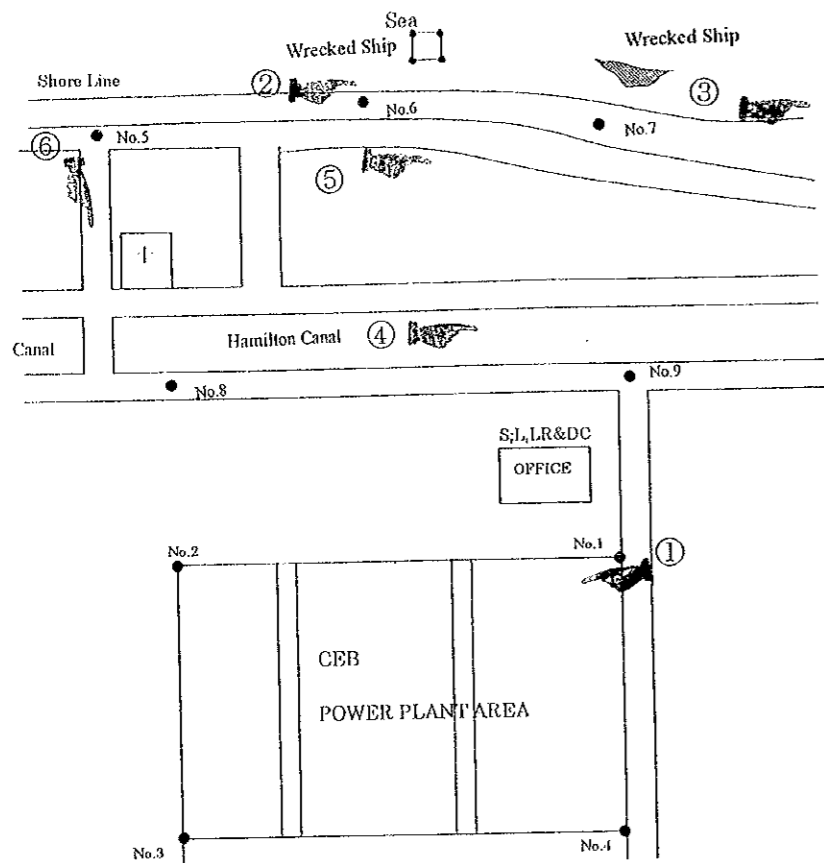 Sea
Wrecked Ship
Wrecked Ship
Shore Line
②
③
No.6
No.7
No.5
⑥
⑤
Canal
Hamilton Canal
④
No.9
No.8
S;L,LR&DC
OFFICE
No.2
No.1
①
CEB
POWER PLANT AREA
No.3
No.4